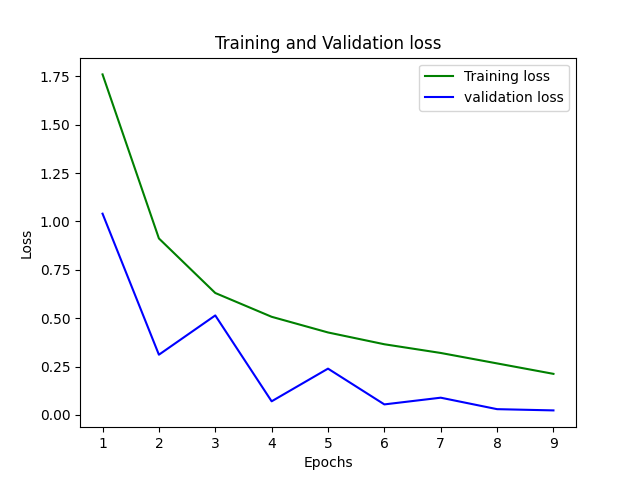 Training and Validation loss
Training loss
validation loss
1.75
1.50
1.25
1.00
0.75
0.50
0.25
0.00
Loss
1 2 3 4 5 6 7 8 9
Epochs